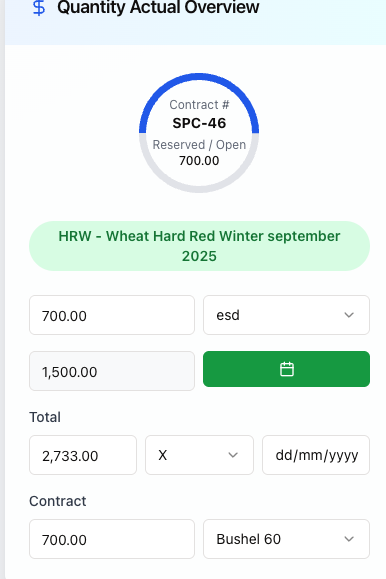 Quantity Actual Overview
Contract #
SPC-46
Reserved / Open
700.00
HRW - Wheat Hard Red Winter september
2025
700.00
esd
1,500.00
Total
2,733.00
X
dd/mm/yyyy
Contract
700.00
Bushel 60